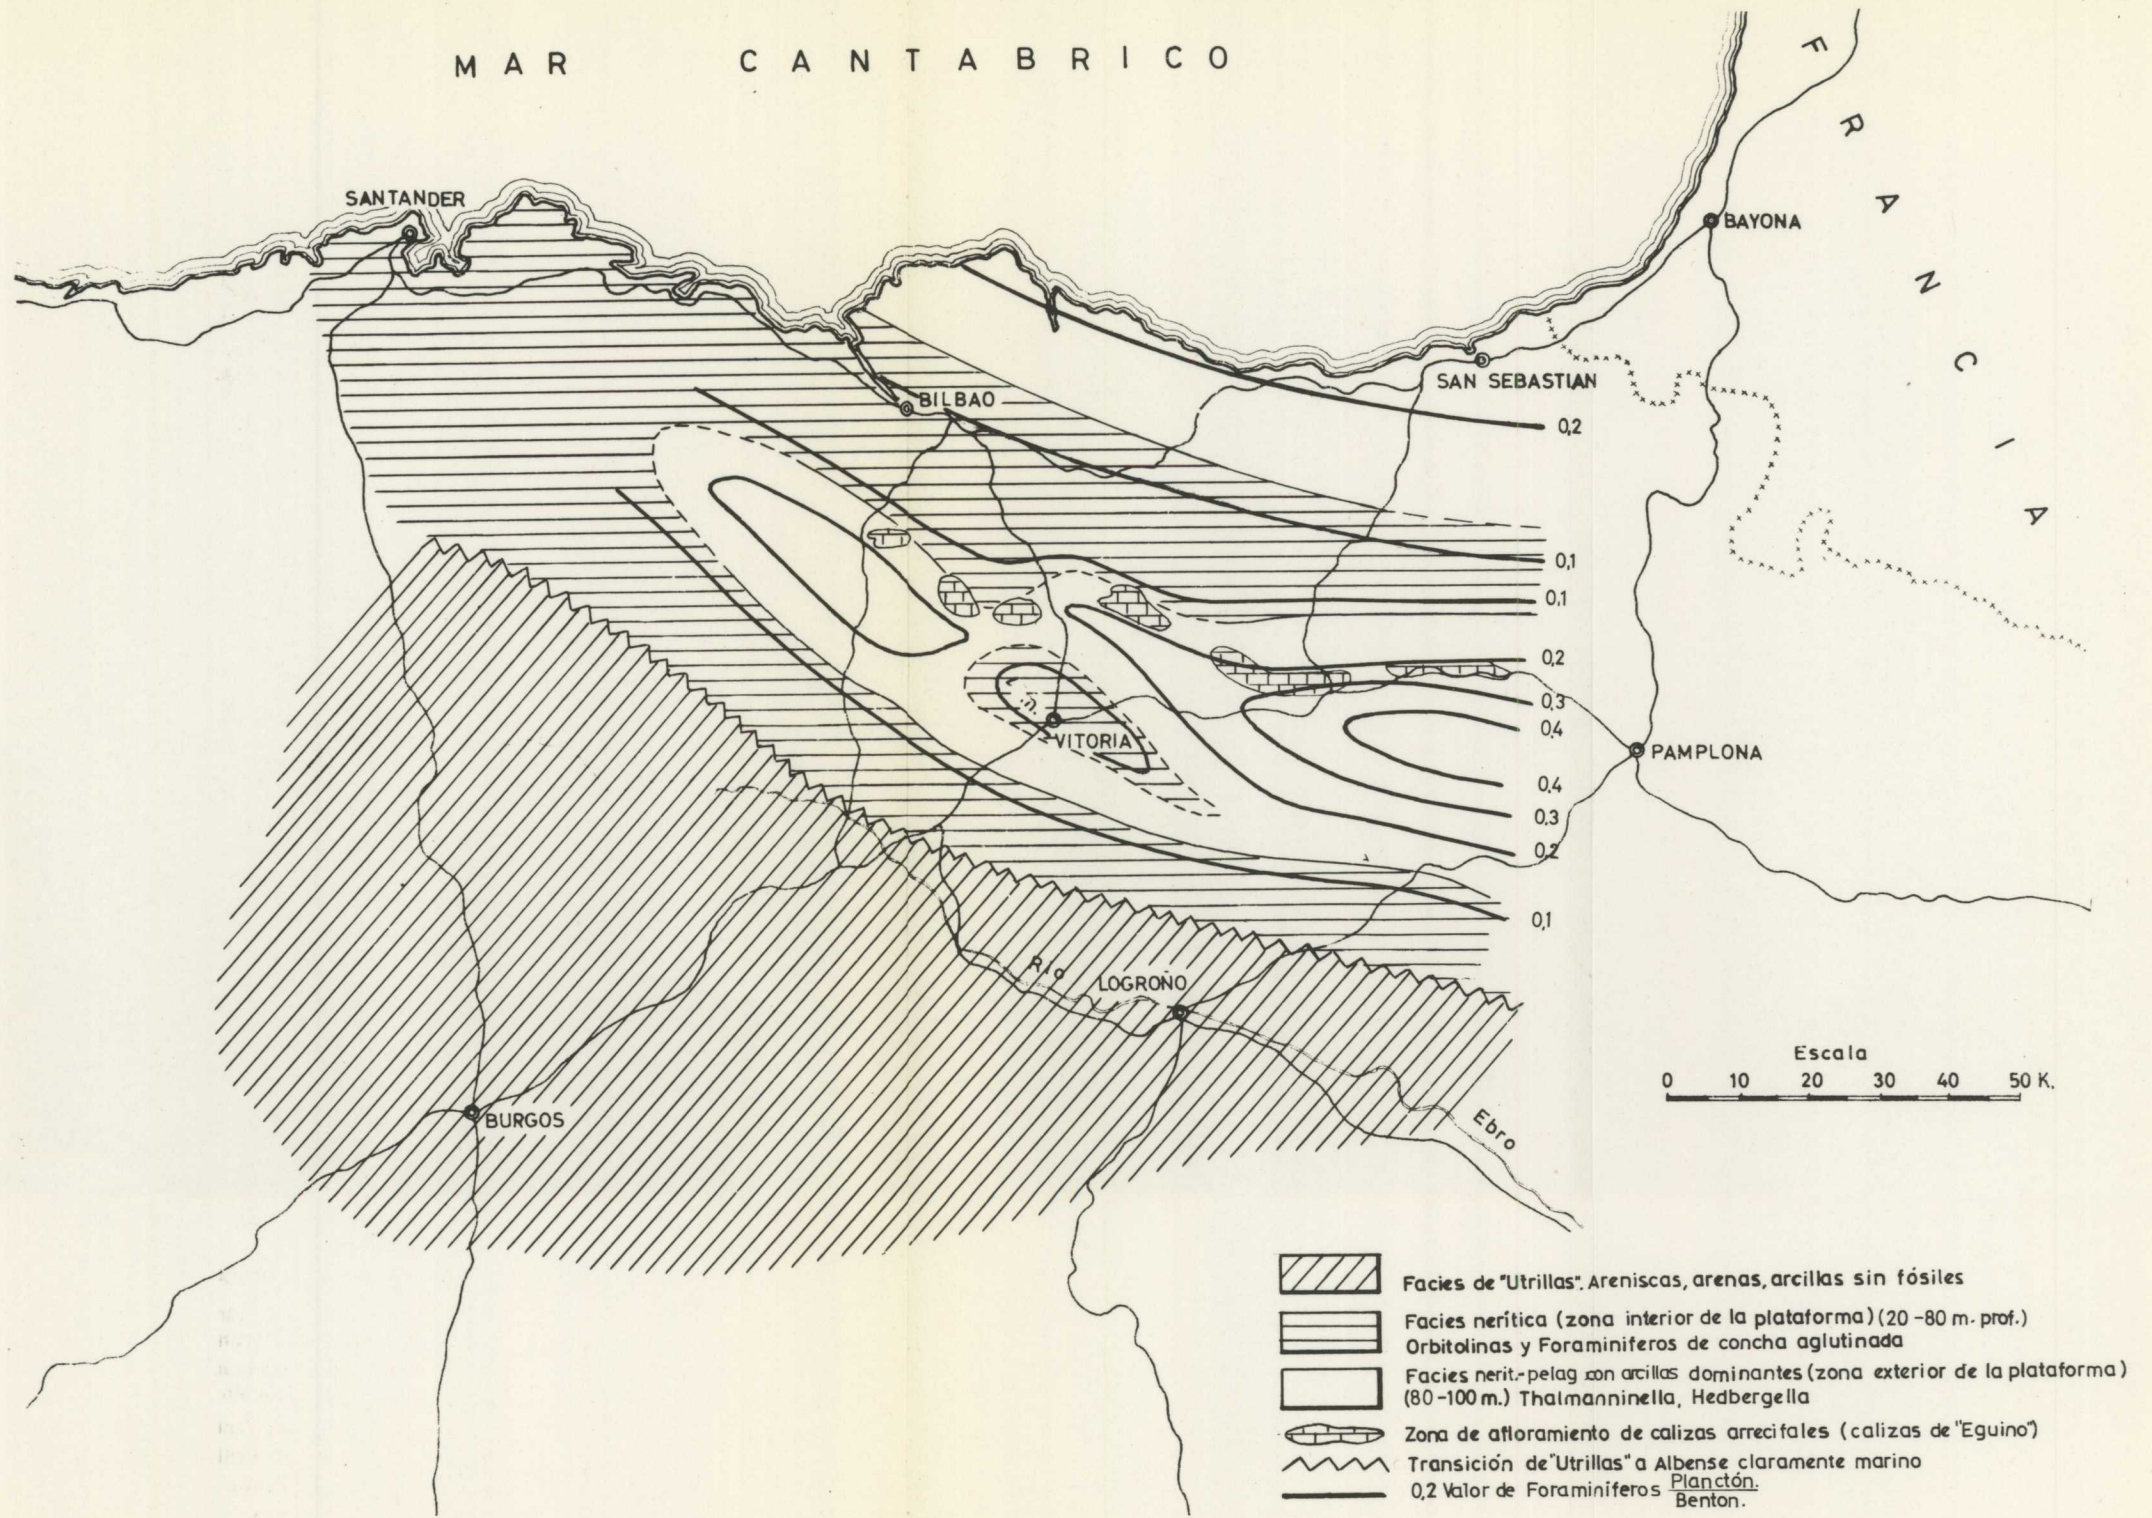 MAR CANTABRICO
FRANCIA
SANTANDER
BAYONA
BILBAO
SAN SEBASTIAN
0,2
0,1
0,1
0,2
0,3
0,4
VITORIA
PAMPLONA
0,4
0,3
0,2
0,1
Río
LOGROÑO
Ebro
BURGOS
Escala
0 10 20 30 40 50 K.
Facies de "Utrillas". Areniscas, arenas, arcillas sin fósiles
Facies nerítica (zona interior de la plataforma) (20-80 m. prof.)
Orbitolinas y Foraminiferos de concha aglutinada
Facies nerit.-pelag con arcillas dominantes (zona exterior de la plataforma)
(80-100 m.) Thalmanninella, Hedbergella
Zona de afloramiento de calizas arrecifales (calizas de "Eguino")
Transición de "Utrillas" a Albense claramente marino
0,2 Valor de Foraminíferos Planctón.
Benton.